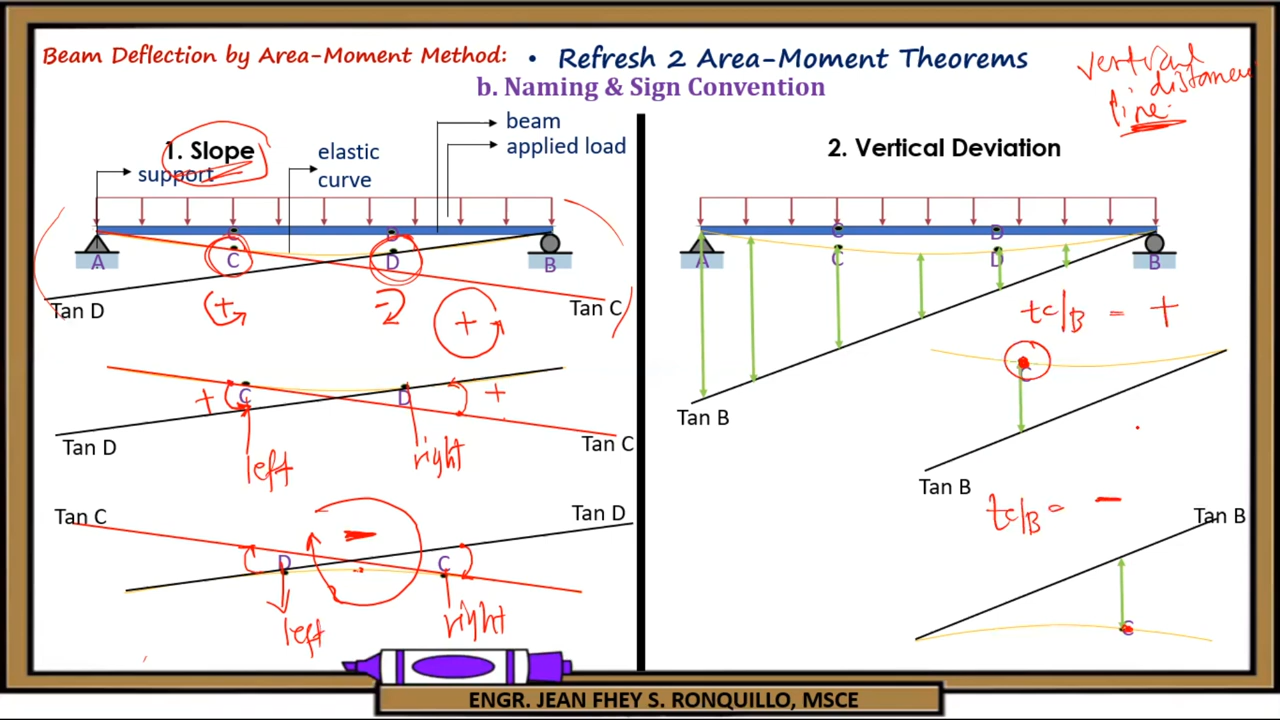 Beam Deflection by Area-Moment Method: • Refresh 2 Area-Moment Theorems
b. Naming & Sign Convention
vertical
distance
line.
1. Slope
support
elastic
curve
beam
applied load
A
C
C
D
D
B
Tan D
Tan C
+
-
+
+
C
D
+
Tan D
Tan C
left
right
Tan C
Tan D
-
D
C
left
right
2. Vertical Deviation
A
C
C
D
D
B
Tan B
tC/B = +
C
Tan B
tC/B = -
Tan B
C
ENGR. JEAN FHEY S. RONQUILLO, MSCE